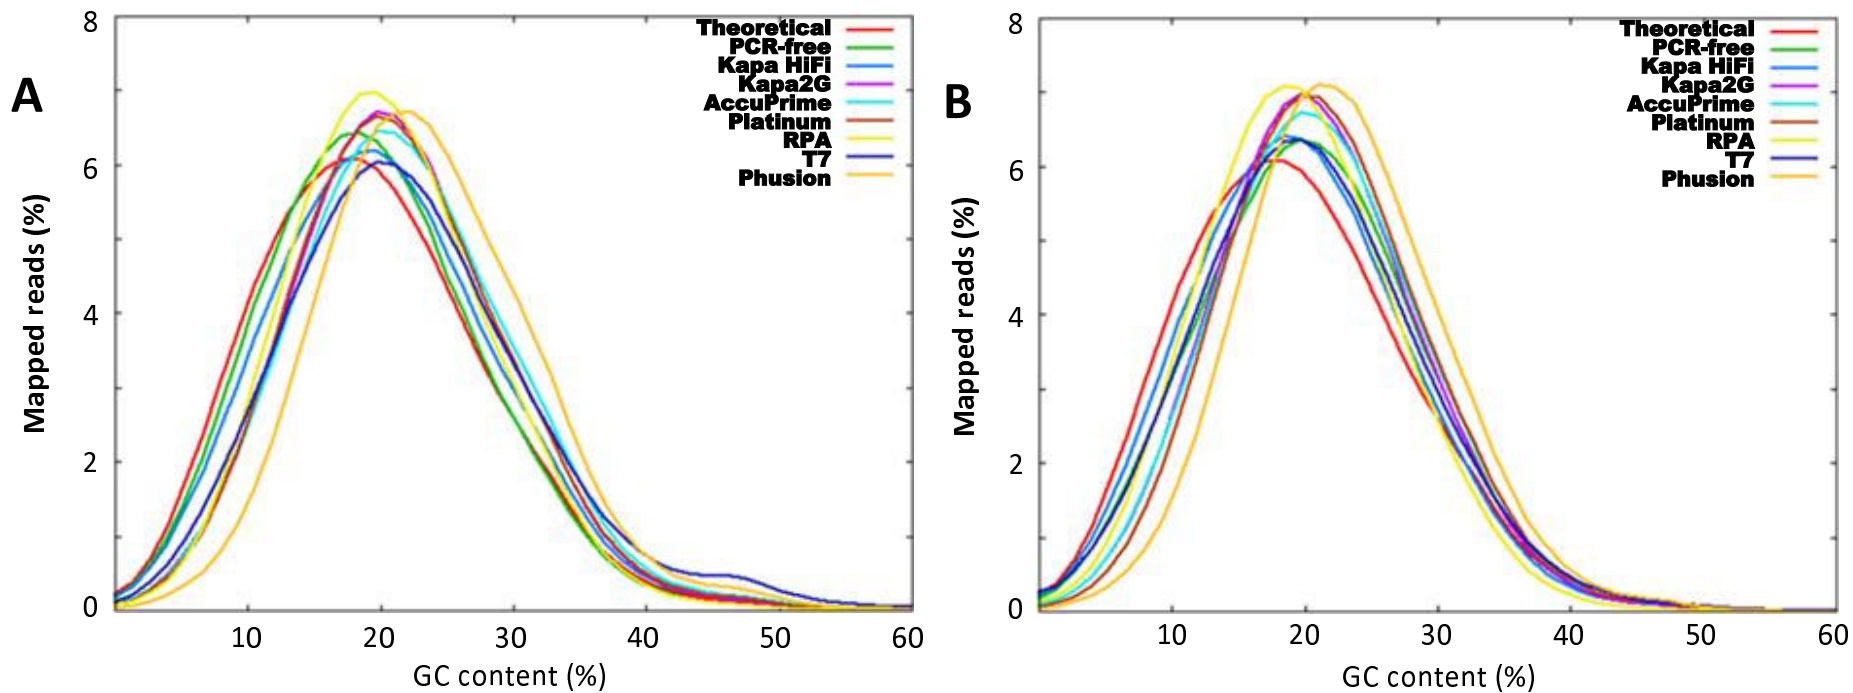 A
8
6
4
2
0
Mapped reads (%)
Theoretical
PCR-free
Kapa HiFi
Kapa2G
AccuPrime
Platinum
RPA
T7
Phusion
10 20 30 40 50 60
GC content (%)
B
8
6
4
2
0
Mapped reads (%)
Theoretical
PCR-free
Kapa HiFi
Kapa2G
AccuPrime
Platinum
RPA
T7
Phusion
10 20 30 40 50 60
GC content (%)